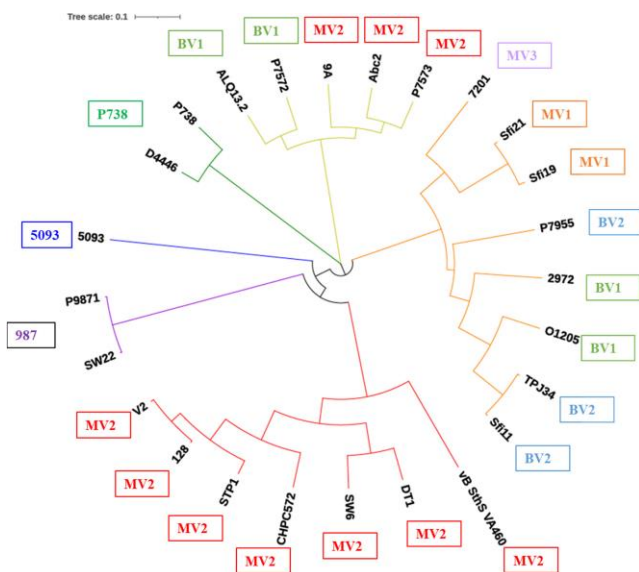 Tree scale: 0.1
BV1
BV1
MV2
MV2
MV2
MV3
ALQ13.2
P7572
9A
Abc2
P7573
7201
P738
P738
D4446
Sfi21
MV1
Sfi19
MV1
5093
5093
P7955
BV2
2972
BV1
P9871
987
SW22
O1205
BV1
TPJ34
BV2
Sfi11
BV2
V2
MV2
128
MV2
STP1
MV2
CHPC572
MV2
SW6
MV2
DT1
MV2
vB SthS VA460
MV2